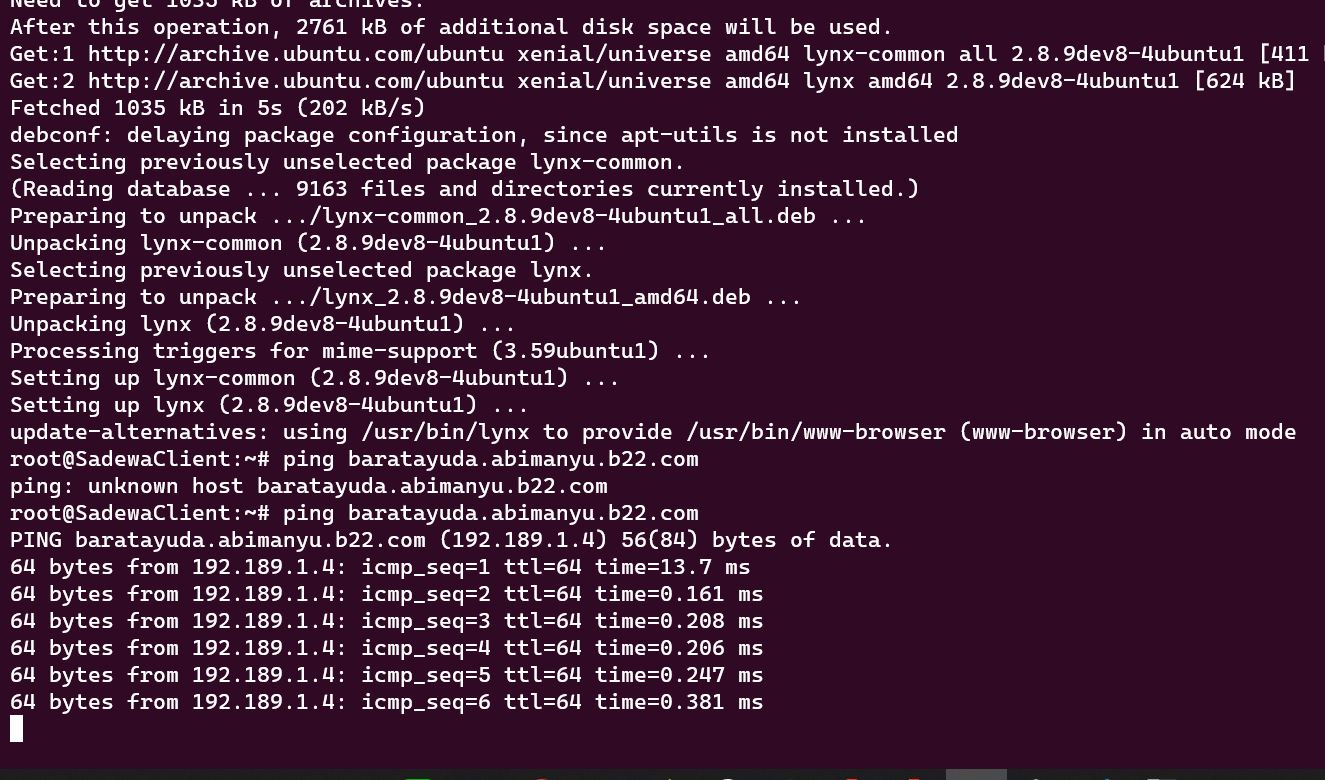 Need to get 1035 kB of archives.
After this operation, 2761 kB of additional disk space will be used.
Get:1 http://archive.ubuntu.com/ubuntu xenial/universe amd64 lynx-common all 2.8.9dev8-4ubuntu1 [411
Get:2 http://archive.ubuntu.com/ubuntu xenial/universe amd64 lynx amd64 2.8.9dev8-4ubuntu1 [624 kB]
Fetched 1035 kB in 5s (202 kB/s)
debconf: delaying package configuration, since apt-utils is not installed
Selecting previously unselected package lynx-common.
(Reading database ... 9163 files and directories currently installed.)
Preparing to unpack .../lynx-common_2.8.9dev8-4ubuntu1_all.deb ...
Unpacking lynx-common (2.8.9dev8-4ubuntu1) ...
Selecting previously unselected package lynx.
Preparing to unpack .../lynx_2.8.9dev8-4ubuntu1_amd64.deb ...
Unpacking lynx (2.8.9dev8-4ubuntu1) ...
Processing triggers for mime-support (3.59ubuntu1) ...
Setting up lynx-common (2.8.9dev8-4ubuntu1) ...
Setting up lynx (2.8.9dev8-4ubuntu1) ...
update-alternatives: using /usr/bin/lynx to provide /usr/bin/www-browser (www-browser) in auto mode
root@SadewaClient:~# ping baratayuda.abimanyu.b22.com
ping: unknown host baratayuda.abimanyu.b22.com
root@SadewaClient:~# ping baratayuda.abimanyu.b22.com
PING baratayuda.abimanyu.b22.com (192.189.1.4) 56(84) bytes of data.
64 bytes from 192.189.1.4: icmp_seq=1 ttl=64 time=13.7 ms
64 bytes from 192.189.1.4: icmp_seq=2 ttl=64 time=0.161 ms
64 bytes from 192.189.1.4: icmp_seq=3 ttl=64 time=0.208 ms
64 bytes from 192.189.1.4: icmp_seq=4 ttl=64 time=0.206 ms
64 bytes from 192.189.1.4: icmp_seq=5 ttl=64 time=0.247 ms
64 bytes from 192.189.1.4: icmp_seq=6 ttl=64 time=0.381 ms